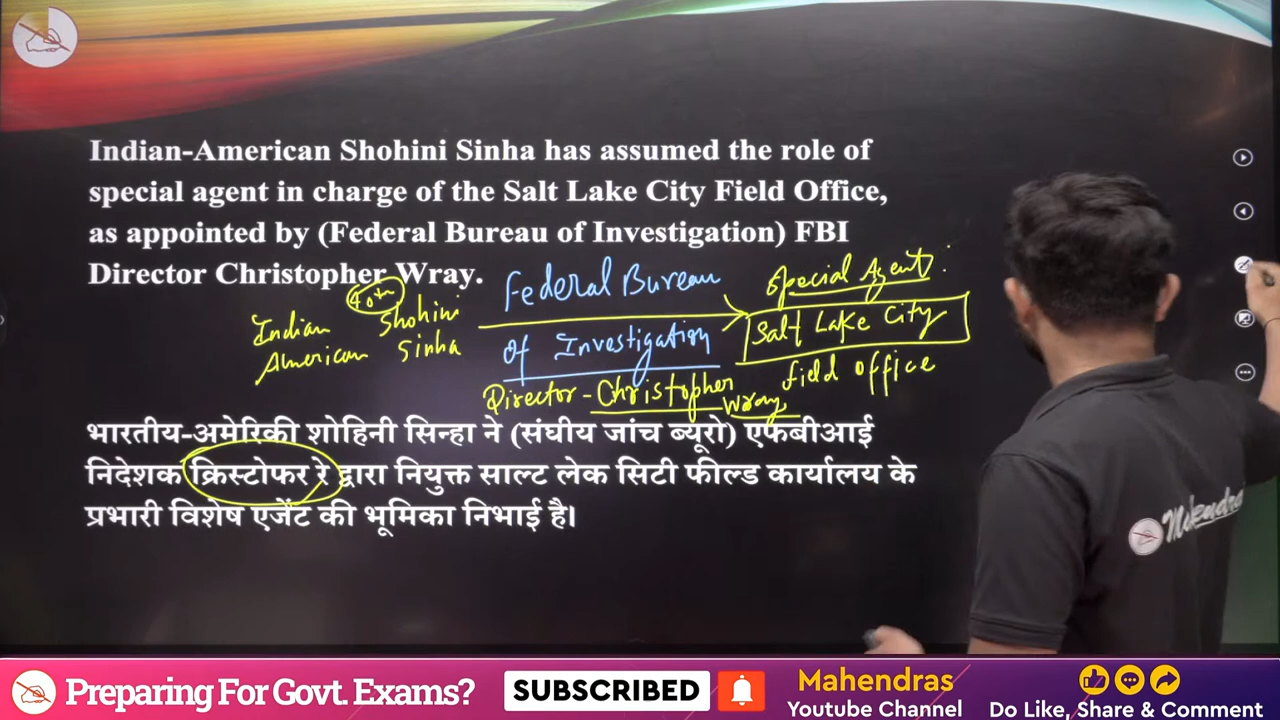 Indian-American Shohini Sinha has assumed the role of
special agent in charge of the Salt Lake City Field Office,
as appointed by (Federal Bureau of Investigation) FBI
Director Christopher Wray.
Federal Bureau
of Investigation
Special Agent
Salt Lake City
field office
Indian
American
Shohini
Sinha
Director - Christopher
Wray
भारतीय-अमेरिकी शोहिनी सिन्हा ने (संघीय जांच ब्यूरो) एफबीआई
निदेशक क्रिस्टोफर रे द्वारा नियुक्त साल्ट लेक सिटी फील्ड कार्यालय के
प्रभारी विशेष एजेंट की भूमिका निभाई है।
Mahendras
Preparing For Govt. Exams?
SUBSCRIBED
Mahendras
Youtube Channel
Do Like, Share & Comment